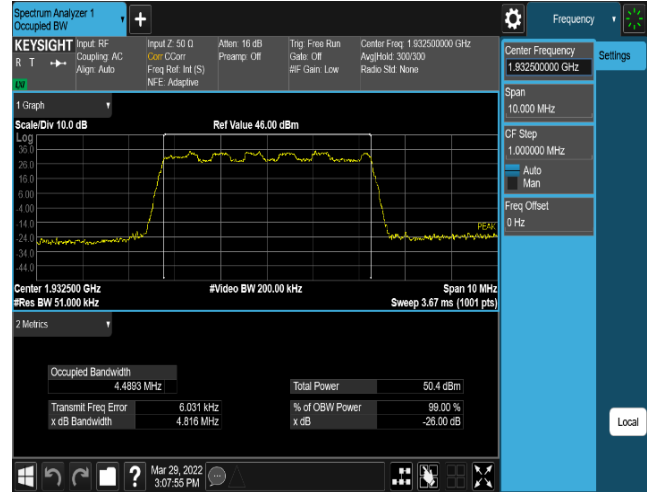 Spectrum Analyzer 1
Occupied BW
Frequency
KEYSIGHT
R T
LXI
Input: RF
Coupling: AC
Align: Auto
Input Z: 50 Ω
Corr CCorr
Freq Ref: Int (S)
NFE: Adaptive
Atten: 16 dB
Preamp: Off
Trig: Free Run
Gate: Off
#IF Gain: Low
Center Freq: 1.932500000 GHz
Avg|Hold: 300/300
Radio Std: None
Center Frequency
1.932500000 GHz
Settings
Span
10.000 MHz
CF Step
1.000000 MHz
Auto
Man
Freq Offset
0 Hz
1 Graph
Scale/Div 10.0 dB
Ref Value 46.00 dBm
Log
36.0
26.0
16.0
6.00
-4.00
-14.0
-24.0
-34.0
-44.0
PEAK
Center 1.932500 GHz
#Video BW 200.00 kHz
Span 10 MHz
#Res BW 51.000 kHz
Sweep 3.67 ms (1001 pts)
2 Metrics
Occupied Bandwidth
4.4893 MHz
Total Power
50.4 dBm
Transmit Freq Error
6.031 kHz
% of OBW Power
99.00 %
x dB Bandwidth
4.816 MHz
x dB
-26.00 dB
Local
Mar 29, 2022
3:07:55 PM